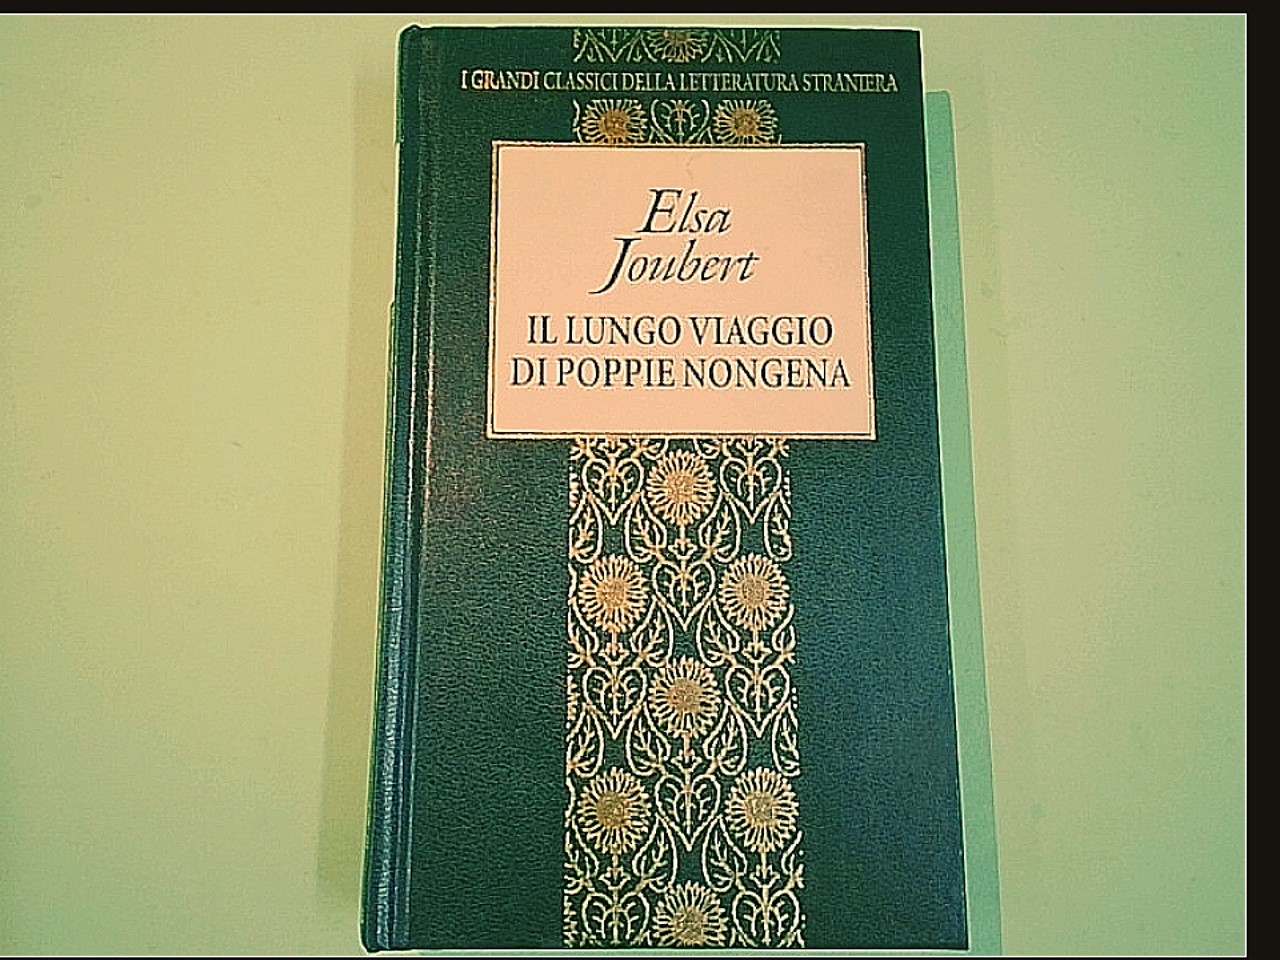 I GRANDI CLASSICI DELLA LETTERATURA STRANIERA
Elsa
Joubert
IL LUNGO VIAGGIO
DI POPPIE NONGENA